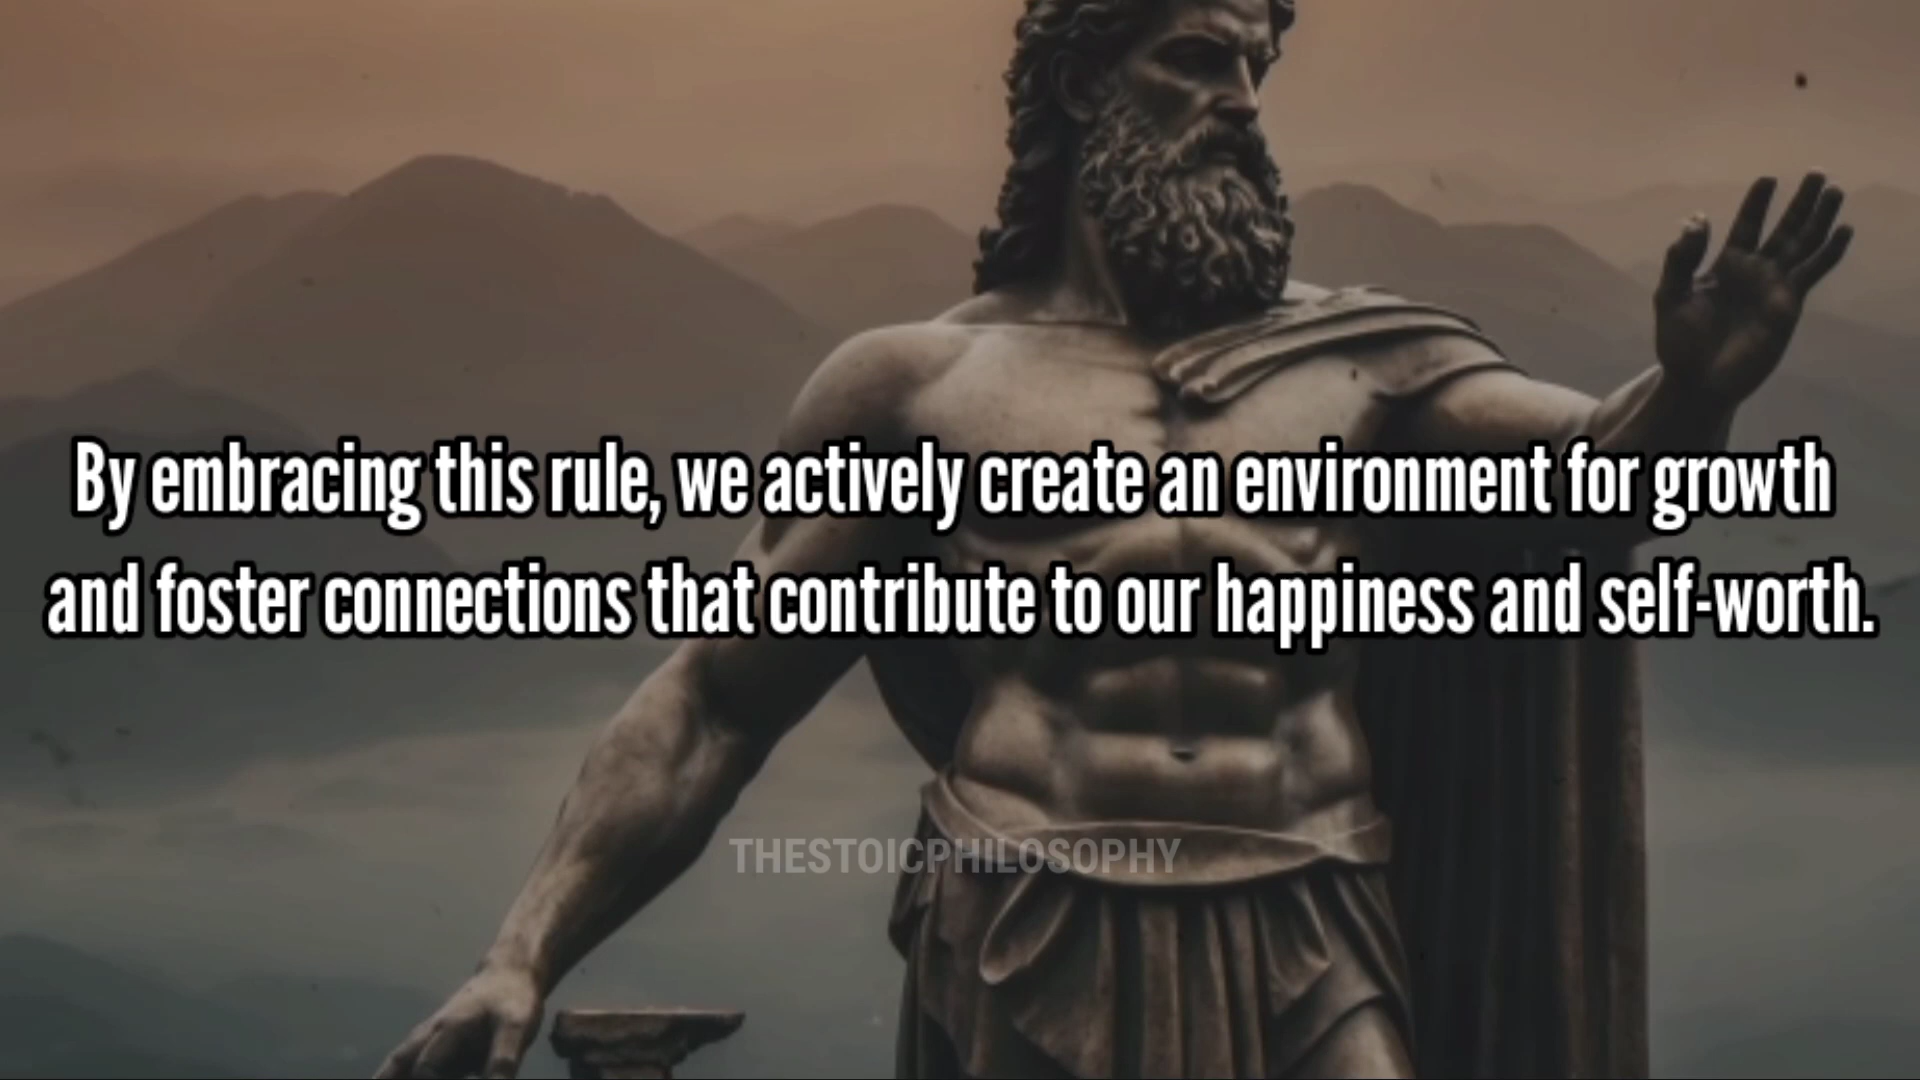 By embracing this rule, we actively create an environment for growth
and foster connections that contribute to our happiness and self-worth.
THESTOICPHILOSOPHY